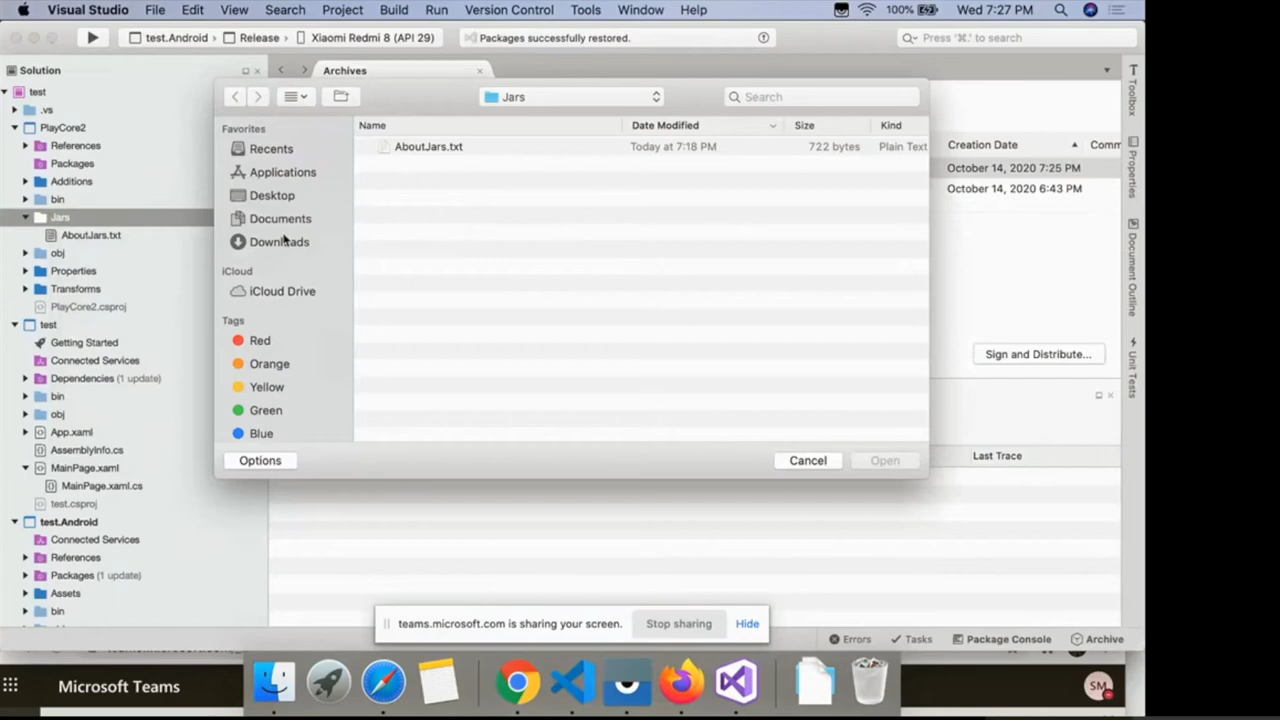 Visual Studio File Edit View Search Project Build Run Version Control Tools Window Help 100% Wed 7:27 PM
test.Android > Release > Xiaomi Redmi 8 (API 29) Packages successfully restored. Press '⌘.' to search
Solution
Archives
test
.vs
PlayCore2
References
Packages
Additions
bin
Jars
AboutJars.txt
obj
Properties
Transforms
PlayCore2.csproj
test
Getting Started
Connected Services
Dependencies (1 update)
bin
obj
App.xaml
AssemblyInfo.cs
MainPage.xaml
MainPage.xaml.cs
test.csproj
test.Android
Connected Services
References
Packages (1 update)
Assets
bin
Jars
Search
Favorites
Recents
Applications
Desktop
Documents
Downloads
iCloud
iCloud Drive
Tags
Red
Orange
Yellow
Green
Blue
Name Date Modified Size Kind
AboutJars.txt Today at 7:18 PM 722 bytes Plain Text
Options
Cancel
Open
Creation Date Comm
October 14, 2020 7:25 PM
October 14, 2020 6:43 PM
Sign and Distribute...
Last Trace
Toolbox
Properties
Document Outline
Unit Tests
teams.microsoft.com is sharing your screen. Stop sharing Hide
Errors Tasks Package Console Archive
Microsoft Teams
SM